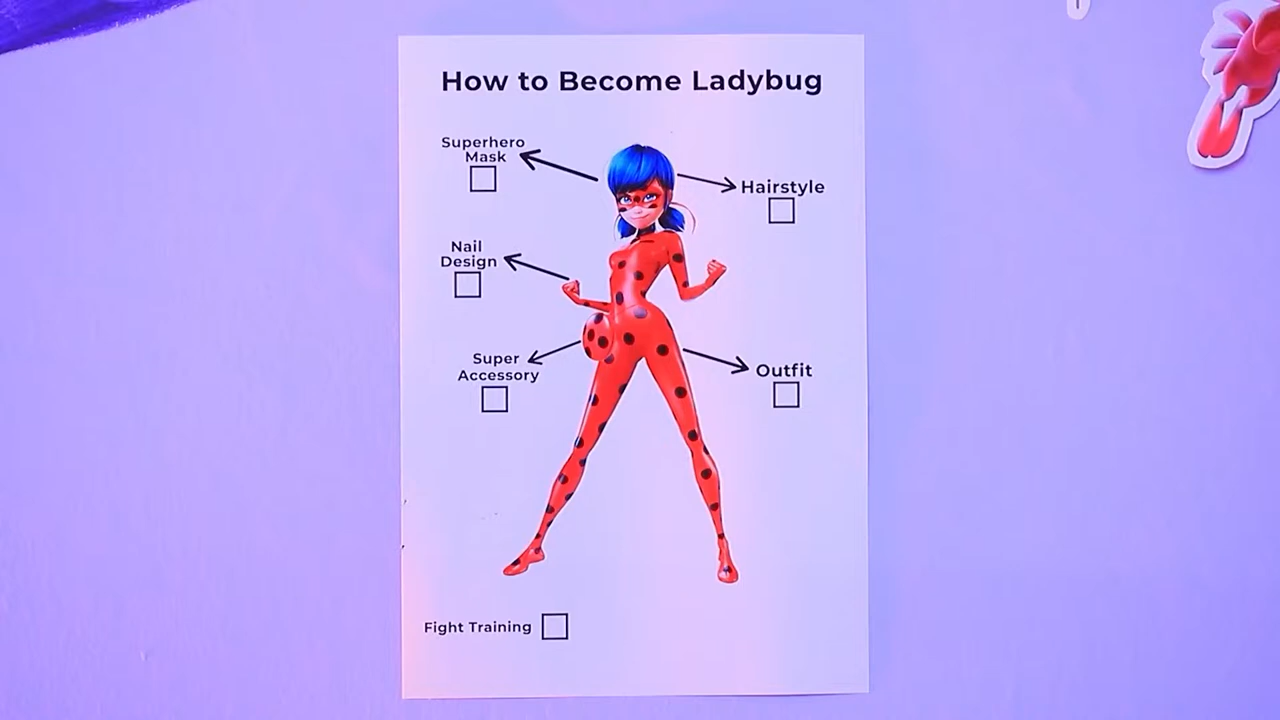 How to Become Ladybug
Superhero
Mask
Hairstyle
Nail
Design
Super
Accessory
Outfit
Fight Training